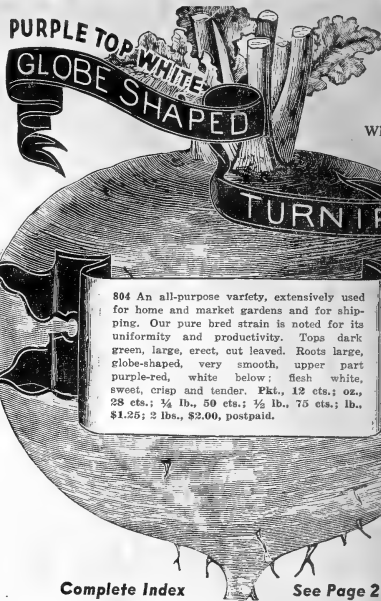 PURPLE TOP WHITE
GLOBE SHAPED
Wi
TURNIP
804 An all-purpose variety, extensively used
for home and market gardens and for ship-
ping. Our pure bred strain is noted for its
uniformity and productivity. Tops dark
green, large, erect, cut leaved. Roots large,
globe-shaped, very smooth, upper part
purple-red, white below; flesh white,
sweet, crisp and tender. Pkt., 12 cts.; oz.,
28 cts.; ¼ lb., 50 cts.; ½ lb., 75 cts.; lb.,
$1.25; 2 lbs., $2.00, postpaid.
Complete Index See Page 2